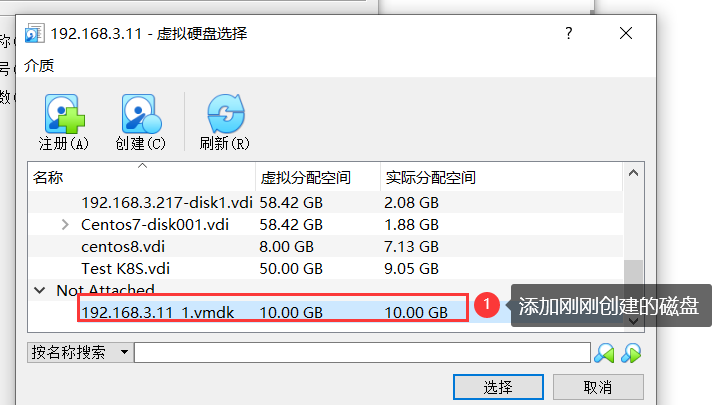 192.168.3.11 - 虚拟硬盘选择
?
介质
称(
号(
数(
注册(A) 创建(C) 刷新(R)
名称 虚拟分配空间 实际分配空间
192.168.3.217-disk1.vdi 58.42 GB 2.08 GB
Centos7-disk001.vdi 58.42 GB 1.88 GB
centos8.vdi 8.00 GB 7.13 GB
Test K8S.vdi 50.00 GB 9.05 GB
Not Attached
192.168.3.11_1.vmdk 10.00 GB 10.00 GB
1 添加刚刚创建的磁盘
按名称搜索
选择 取消